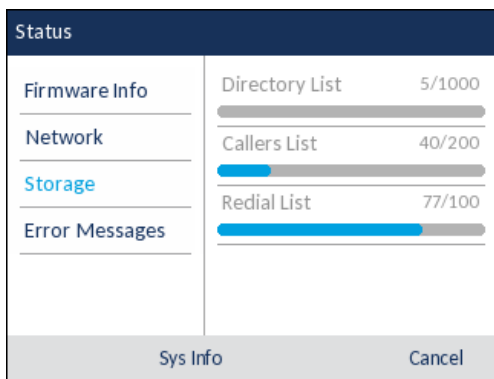 Status
Firmware Info
Network
Storage
Error Messages
Directory List 5/1000
Callers List 40/200
Redial List 77/100
Sys Info Cancel